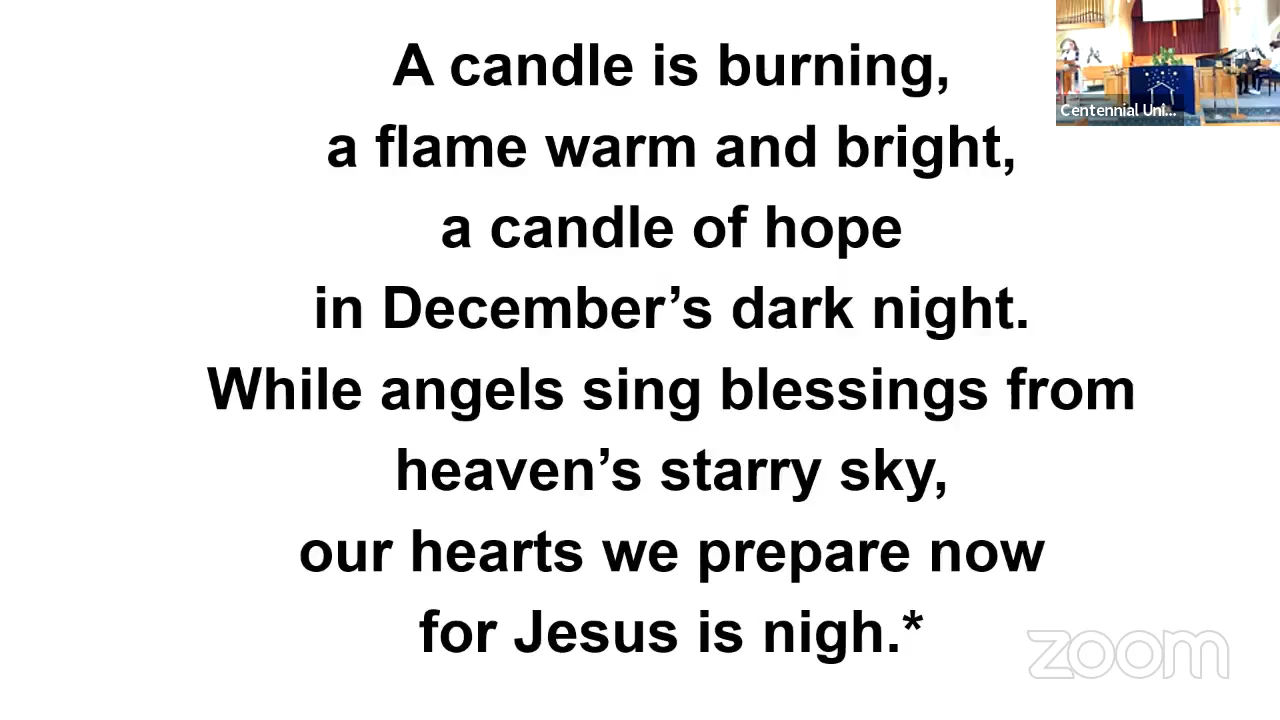 A candle is burning,
a flame warm and bright,
a candle of hope
in December’s dark night.
While angels sing blessings from
heaven’s starry sky,
our hearts we prepare now
for Jesus is nigh.*
Centennial Uni...
zoom